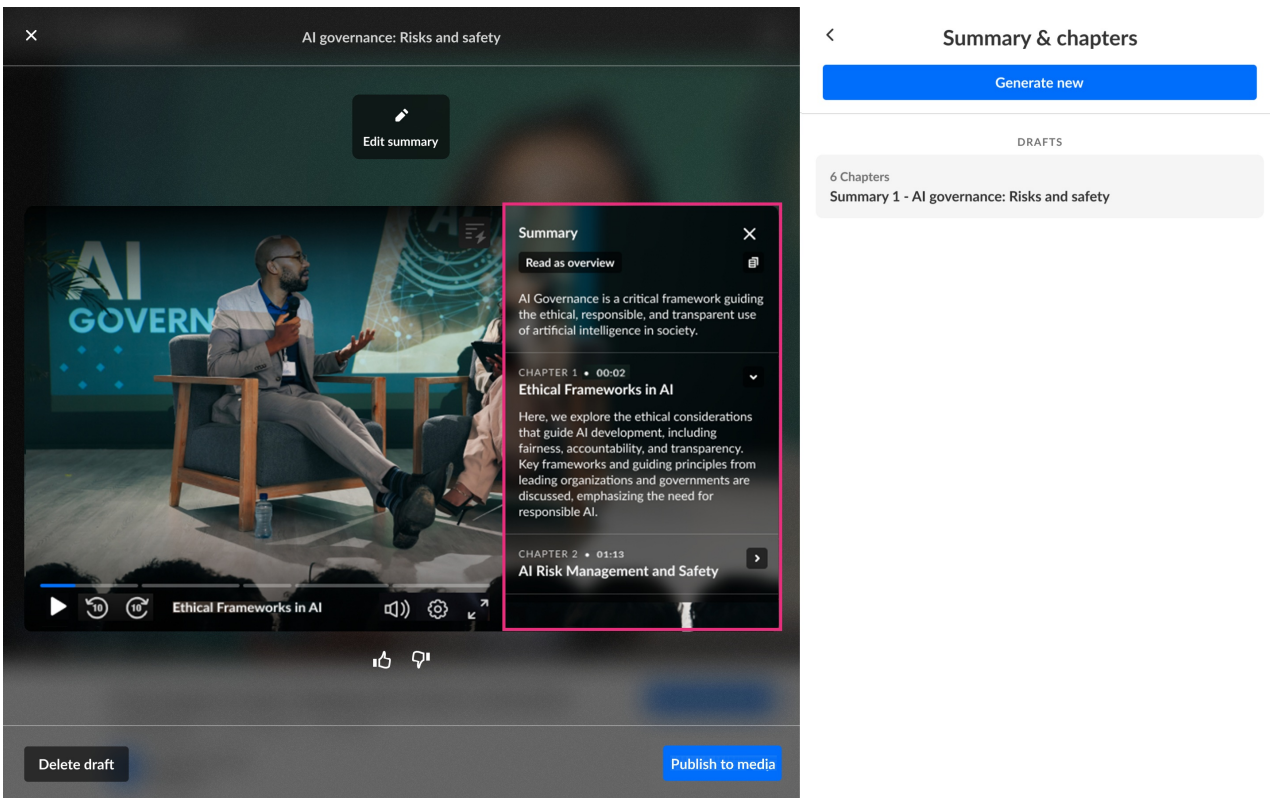 AI governance: Risks and safety
Edit summary
AI
GOVERN
AI
Summary
Read as overview
AI Governance is a critical framework guiding
the ethical, responsible, and transparent use
of artificial intelligence in society.
CHAPTER 1 • 00:02
Ethical Frameworks in AI
Here, we explore the ethical considerations
that guide AI development, including
fairness, accountability, and transparency.
Key frameworks and guiding principles from
leading organizations and governments are
discussed, emphasizing the need for
responsible AI.
CHAPTER 2 • 01:13
AI Risk Management and Safety
10
10
Ethical Frameworks in AI
Delete draft
Publish to media
Summary & chapters
Generate new
DRAFTS
6 Chapters
Summary 1 - AI governance: Risks and safety